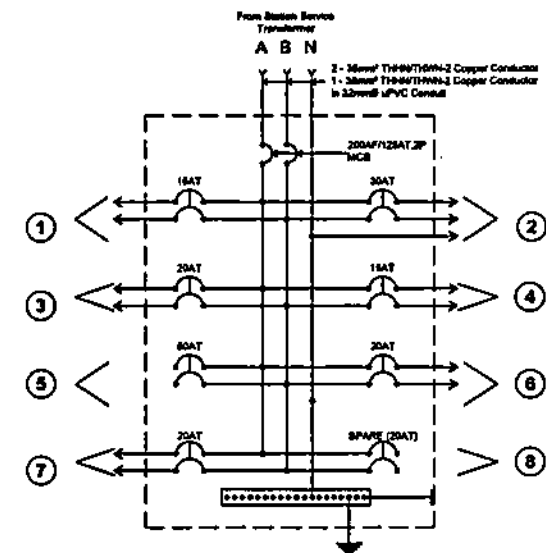 From Station Service
Transformer
A B N
2 - 38mm² THHN/THWN-2 Copper Conductor
1 - 38mm² THHN/THWN-2 Copper Conductor
in 32mmØ uPVC Conduit
200AF/125AT, 2P
MCB
15AT 30AT
1 2
20AT 15AT
3 4
20AT
5 6
20AT SPARE (20AT)
7 8